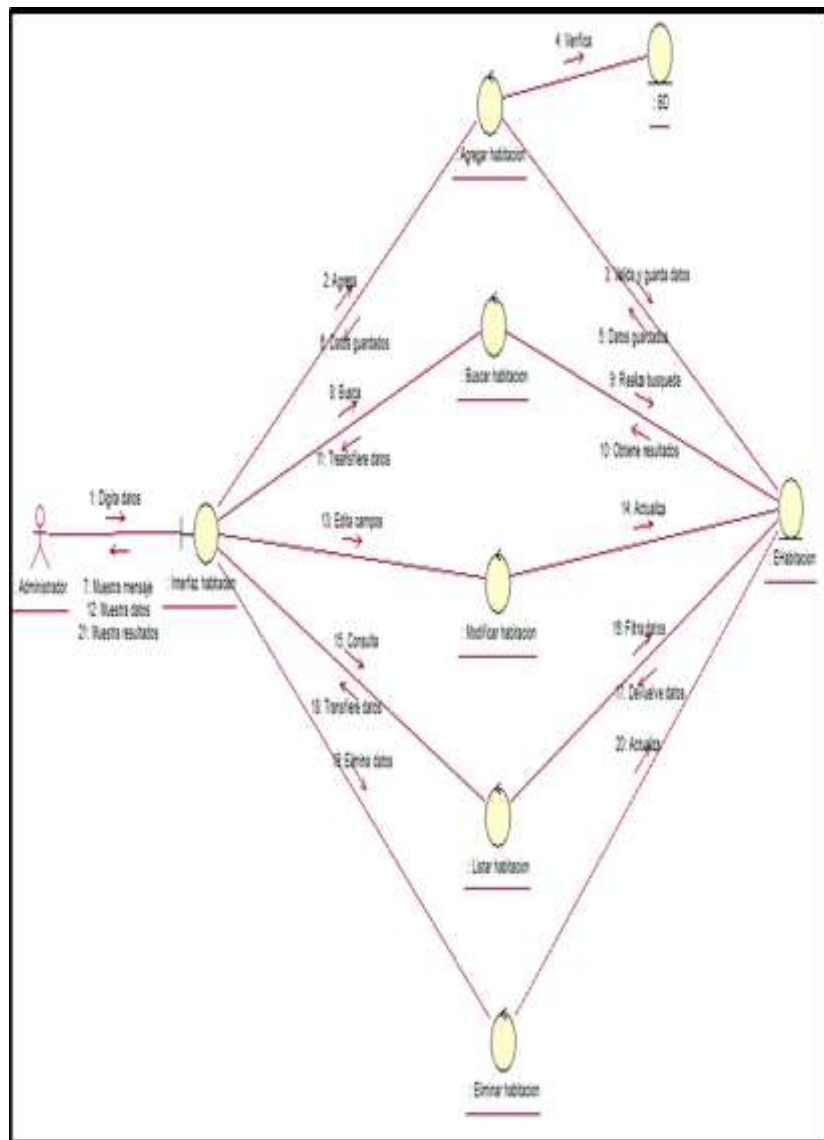 4: Verifica
: BD
: Agregar habitacion
2: Agrega
3: Valida y guarda datos
6: Datos guardados
5: Datos guardados
: Buscar habitacion
8: Busca
9: Realiza busqueda
11: Trasnsfiere datos
10: Obtiene resultados
1: Digita datos
13: Edita campos
14: Actualiza
: Administrador
7: Muestra mensaje
12: Muestra datos
21: Muestra resultados
: Interfaz habitacion
: EHabitacion
: Modificar habitacion
15: Consulta
16: Filtra datos
18: Transfiere datos
17: Devuelve datos
19: Elimina datos
20: Actualiza
: Listar habitacion
: Eliminar habitacion